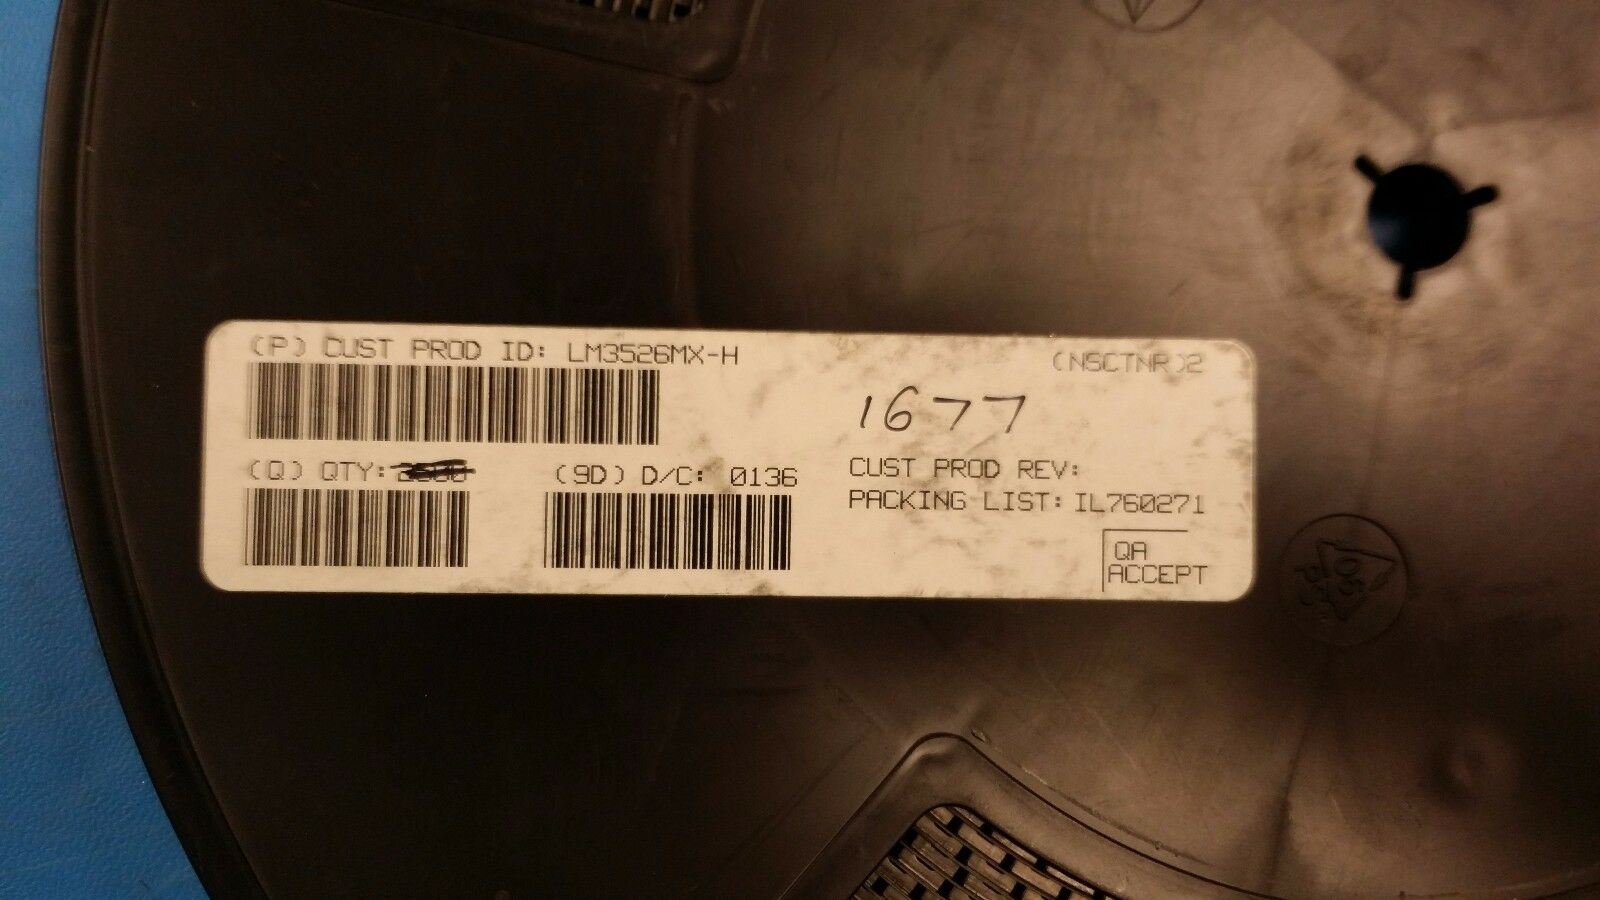 (P) CUST PROD ID: LM3526MX-H
(NSCTNR)2
1677
(Q) QTY:
(9D) D/C: 0136
CUST PROD REV:
PACKING LIST: IL760271
QA
ACCEPT